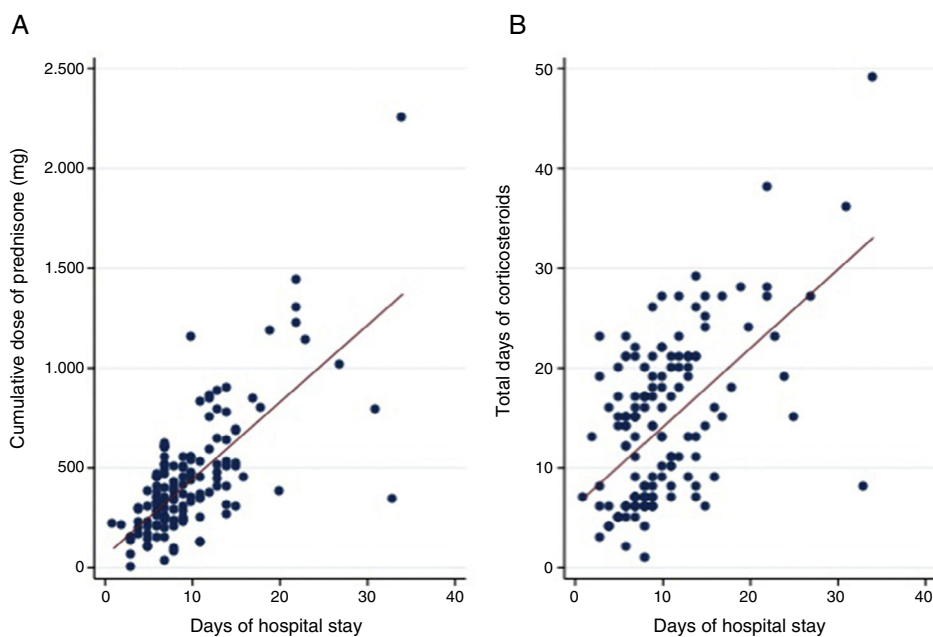 A
B
2.500
2.000
1.500
1.000
500
0
Cumulative dose of prednisone (mg)
0 10 20 30 40
Days of hospital stay
50
40
30
20
10
0
Total days of corticosteroids
0 10 20 30 40
Days of hospital stay